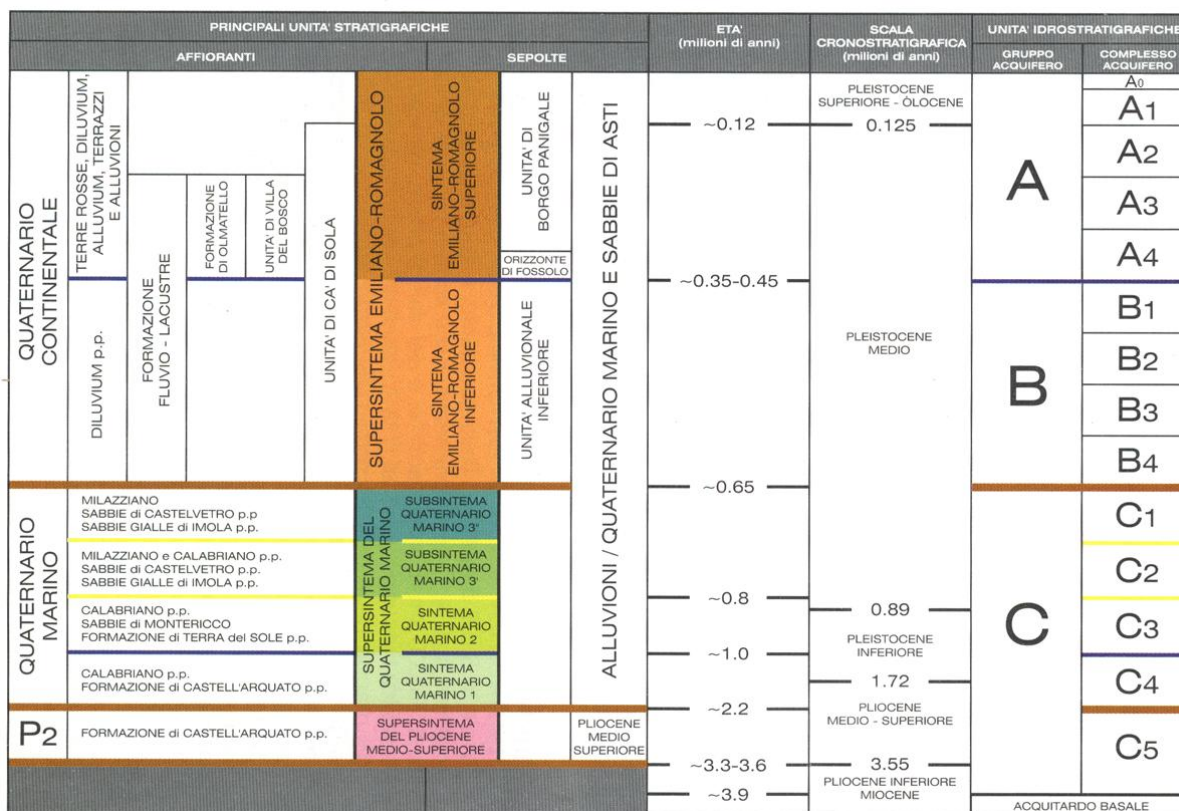 PRINCIPALI UNITA' STRATIGRAFICHE
AFFIORANTI
SEPOLTE
ETA'
(milioni di anni)
SCALA
CRONOSTRATIGRAFICA
(milioni di anni)
UNITA' IDROSTRATIGRAFICHE
GRUPPO
ACQUIFERO
COMPLESSO
ACQUIFERO
QUATERNARIO
CONTINENTALE
TERRE ROSSE, DILUVIUM,
ALLUVIUM, TERRAZZI
E ALLUVIONI
DILUVIUM p.p.
FORMAZIONE
FLUVIO - LACUSTRE
FORMAZIONE
DI OLMATELLO
UNITA' DI VILLA
DEL BOSCO
UNITA' DI CA' DI SOLA
SUPERSINTEMA EMILIANO-ROMAGNOLO
SINTEMA
EMILIANO-ROMAGNOLO
SUPERIORE
SINTEMA
EMILIANO-ROMAGNOLO
INFERIORE
UNITA' DI
BORGO PANIGALE
ORIZZONTE
DI FOSSOLO
UNITA' ALLUVIONALE
INFERIORE
ALLUVIONI / QUATERNARIO MARINO E SABBIE DI ASTI
QUATERNARIO
MARINO
MILAZZIANO
SABBIE di CASTELVETRO p.p
SABBIE GIALLE di IMOLA p.p.
MILAZZIANO e CALABRIANO p.p.
SABBIE di CASTELVETRO p.p.
SABBIE GIALLE di IMOLA p.p.
CALABRIANO p.p.
SABBIE di MONTERICCO
FORMAZIONE di TERRA del SOLE p.p.
CALABRIANO p.p.
FORMAZIONE di CASTELL'ARQUATO p.p.
SUPERSINTEMA DEL
QUATERNARIO MARINO
SUBSINTEMA
QUATERNARIO
MARINO 3"
SUBSINTEMA
QUATERNARIO
MARINO 3'
SINTEMA
QUATERNARIO
MARINO 2
SINTEMA
QUATERNARIO
MARINO 1
P2
FORMAZIONE di CASTELL'ARQUATO p.p.
SUPERSINTEMA
DEL PLIOCENE
MEDIO-SUPERIORE
PLIOCENE
MEDIO
SUPERIORE
~0.12
~0.35-0.45
~0.65
~0.8
~1.0
~2.2
~3.3-3.6
~3.9
PLEISTOCENE
SUPERIORE - OLOCENE
0.125
PLEISTOCENE
MEDIO
0.89
PLEISTOCENE
INFERIORE
1.72
PLIOCENE
MEDIO - SUPERIORE
3.55
PLIOCENE INFERIORE
MIOCENE
A
B
C
A0
A1
A2
A3
A4
B1
B2
B3
B4
C1
C2
C3
C4
C5
ACQUITARDO BASALE